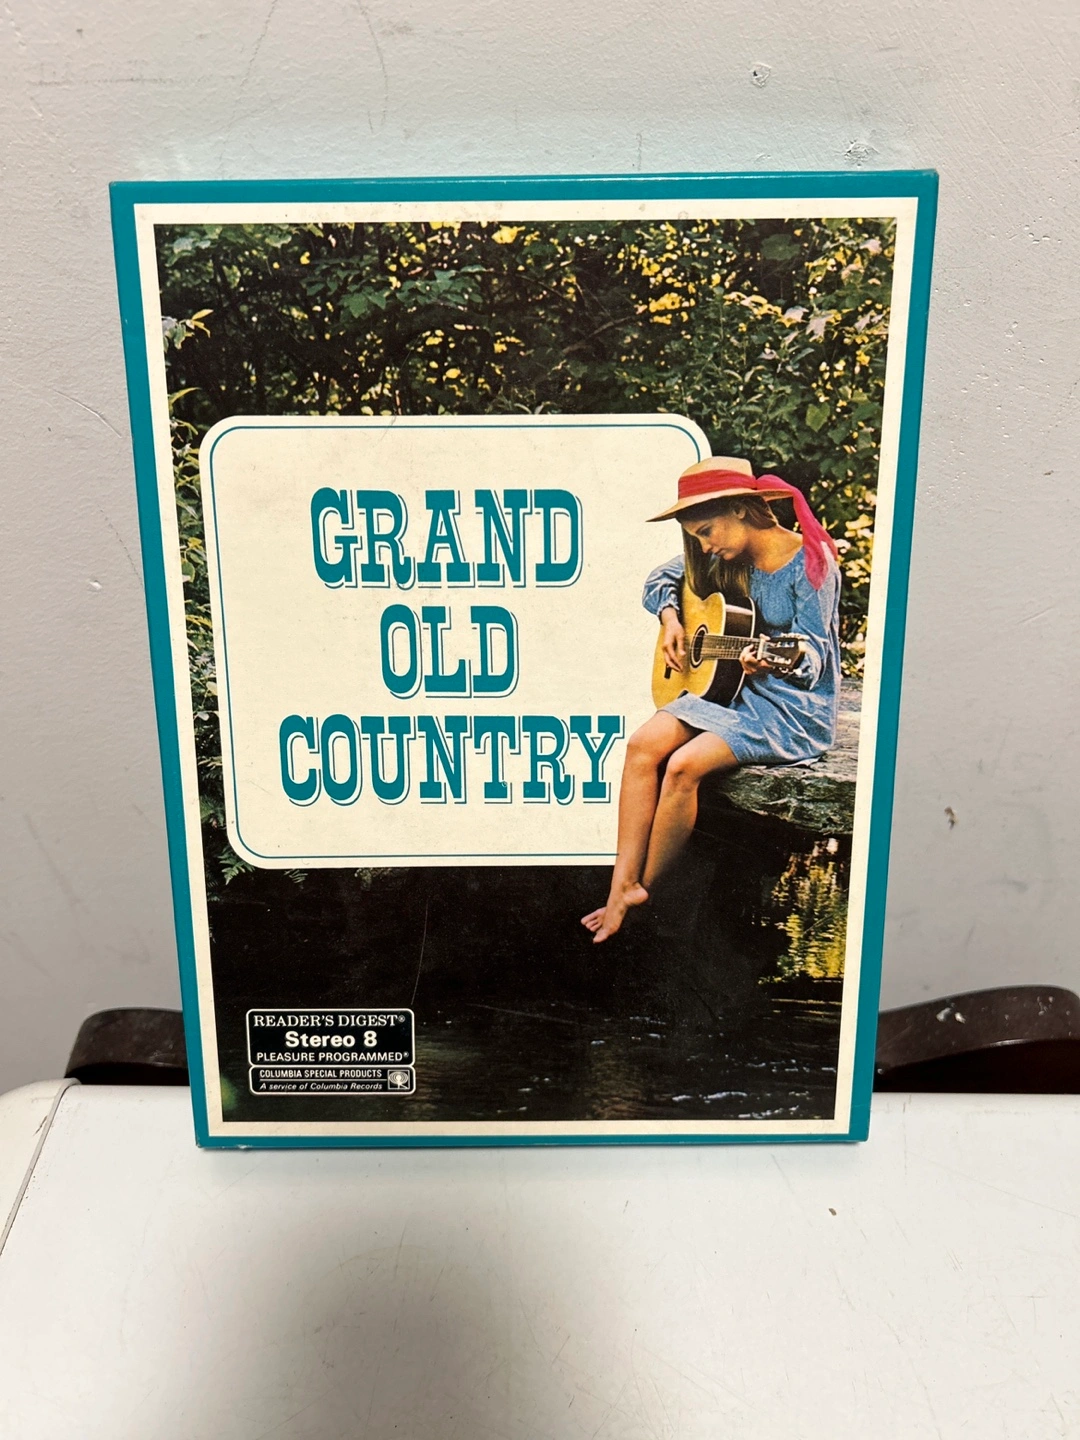 GRAND
OLD
COUNTRY
READER'S DIGEST®
Stereo 8
PLEASURE PROGRAMMED®
COLUMBIA SPECIAL PRODUCTS
A service of Columbia Records